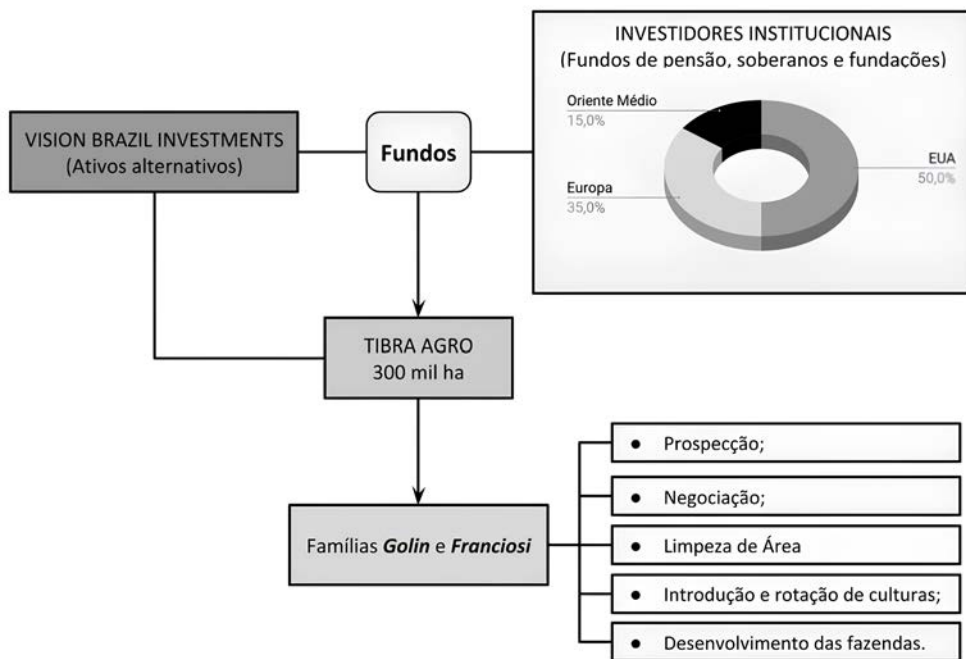 INVESTIDORES INSTITUCIONAIS
(Fundos de pensão, soberanos e fundações)
Oriente Médio
15,0%
EUA
50,0%
Europa
35,0%
VISION BRAZIL INVESTMENTS
(Ativos alternativos)
Fundos
TIBRA AGRO
300 mil ha
Famílias Golin e Franciosi
• Prospecção;
• Negociação;
• Limpeza de Área
• Introdução e rotação de culturas;
• Desenvolvimento das fazendas.